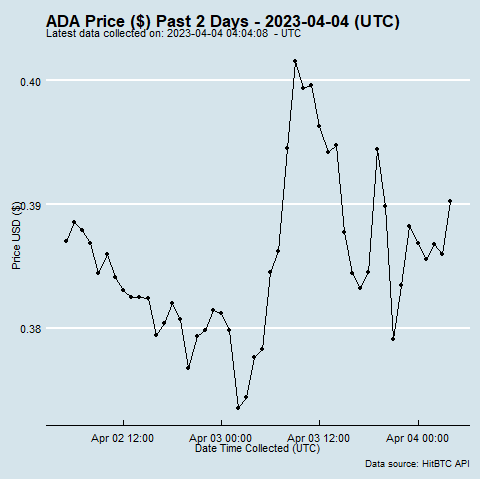 ADA Price ($) Past 2 Days - 2023-04-04 (UTC)
Latest data collected on: 2023-04-04 04:04:08 - UTC
0.40
0.39
0.38
Price USD ($)
Apr 02 12:00
Apr 03 00:00
Apr 03 12:00
Apr 04 00:00
Date Time Collected (UTC)
Data source: HitBTC API